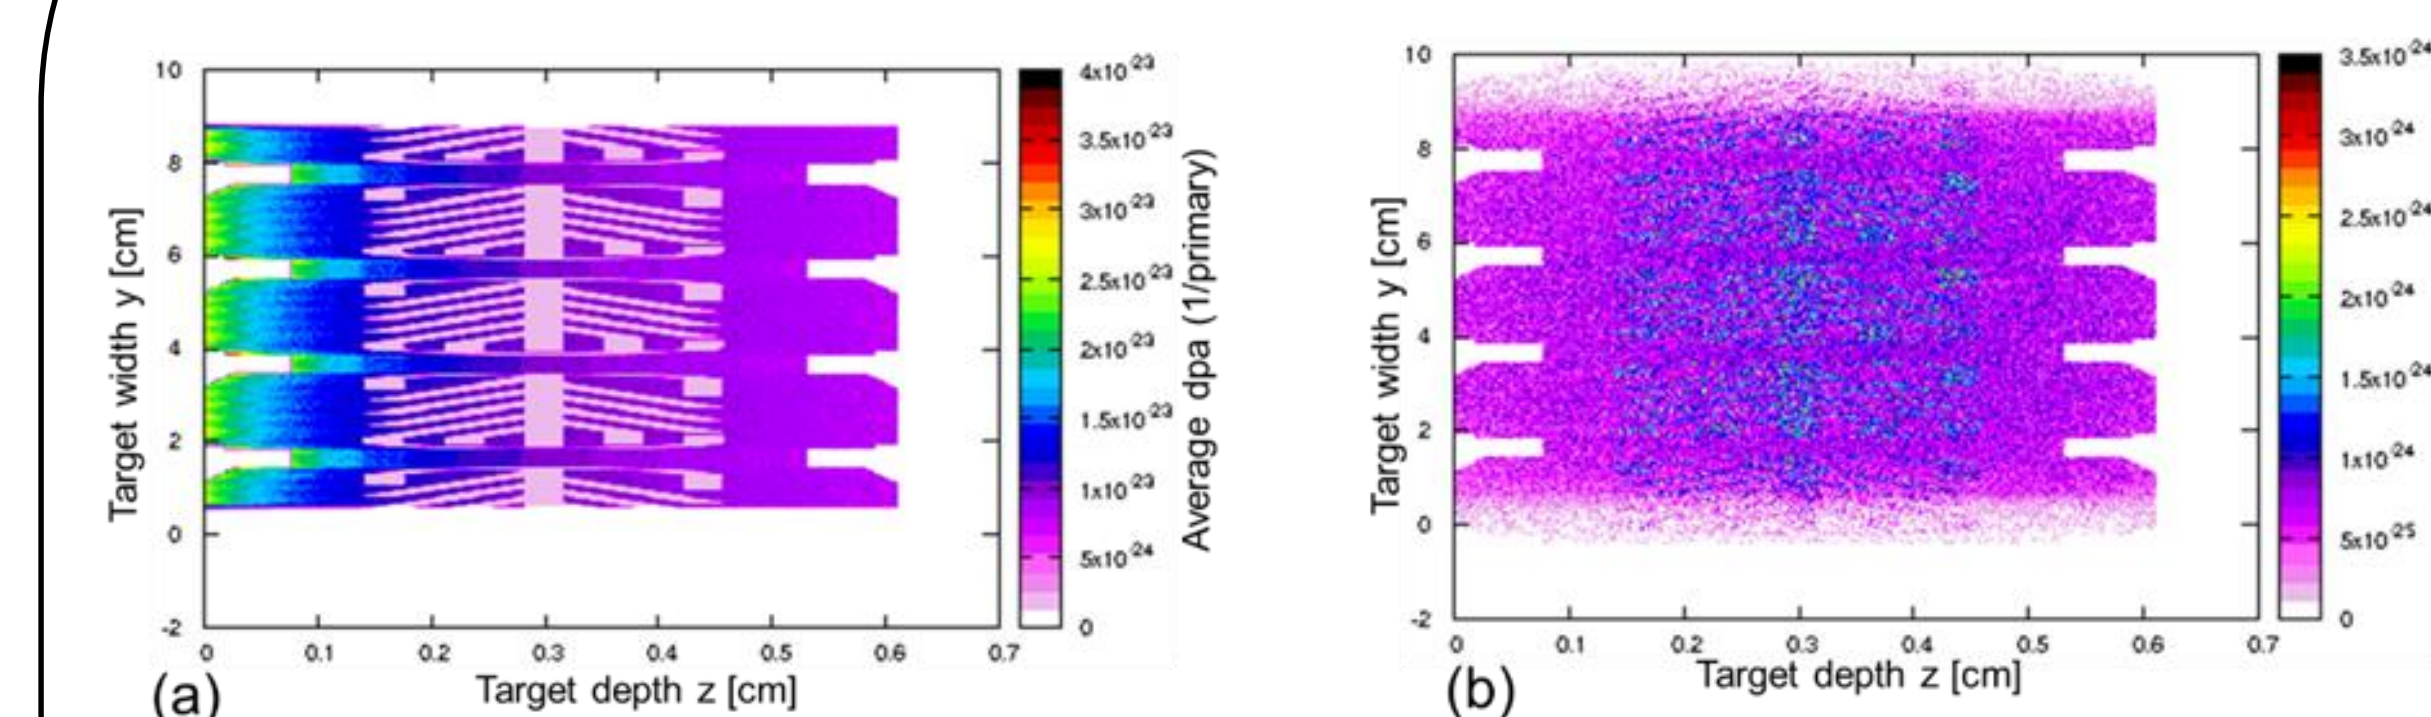 10
8
6
4
2
0
-2
0 0.1 0.2 0.3 0.4 0.5 0.6 0.7
Target width y [cm]
Target depth z [cm]
(a)
4x10-23
3.5x10-23
3x10-23
2.5x10-23
2x10-23
1.5x10-23
1x10-23
5x10-24
0
Average dpa (1/primary)
10
8
6
4
2
0
-2
0 0.1 0.2 0.3 0.4 0.5 0.6 0.7
Target width y [cm]
Target depth z [cm]
(b)
3.5x10-24
3x10-24
2.5x10-24
2x10-24
1.5x10-24
1x10-24
5x10-25
0